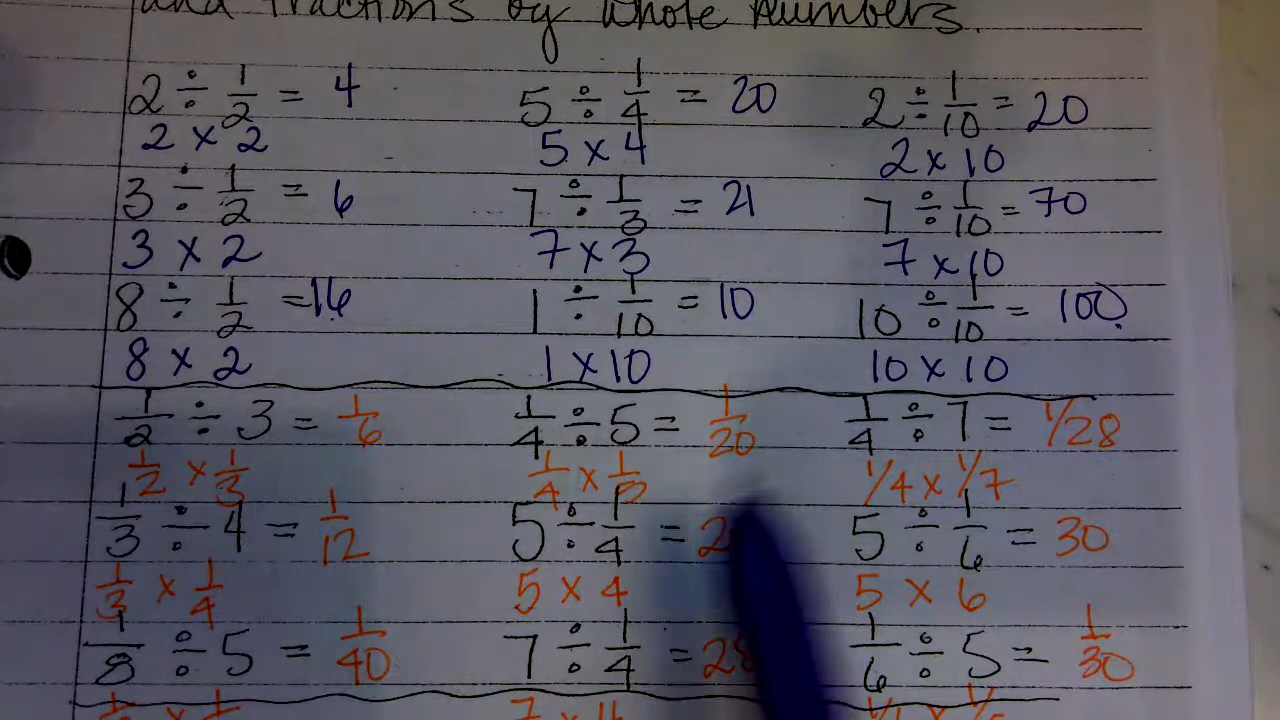 and fractions by Whole Numbers.
2 ÷ 1/2 = 4 5 ÷ 1/4 = 20 2 ÷ 1/10 = 20
2 x 2 5 x 4 2 x 10
3 ÷ 1/2 = 6 7 ÷ 1/3 = 21 7 ÷ 1/10 = 70
3 x 2 7 x 3 7 x 10
8 ÷ 1/2 = 16 1 ÷ 1/10 = 10 10 ÷ 1/10 = 100
8 x 2 1 x 10 10 x 10
1/2 ÷ 3 = 1/6 1/4 ÷ 5 = 1/20 1/4 ÷ 7 = 1/28
1/2 x 1/3 1/4 x 1/5 1/4 x 1/7
1/3 ÷ 4 = 1/12 5 ÷ 1/4 = 2 5 ÷ 1/6 = 30
1/3 x 1/4 5 x 4 5 x 6
1/8 ÷ 5 = 1/40 7 ÷ 1/4 = 28 1/6 ÷ 5 = 1/30